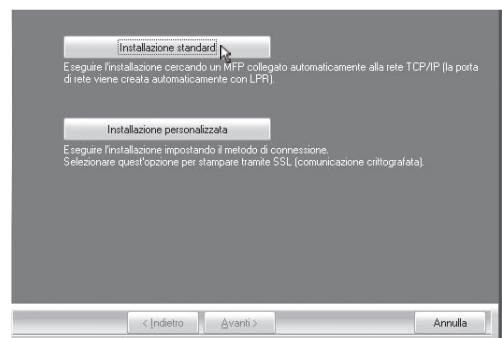 Installazione standard
Eseguire l'installazione cercando un MFP collegato automaticamente alla rete TCP/IP (la porta
di rete viene creata automaticamente con LPR).
Installazione personalizzata
Eseguire l'installazione impostando il metodo di connessione.
Selezionare quest'opzione per stampare tramite SSL (comunicazione crittografata).
< Indietro
Avanti >
Annulla